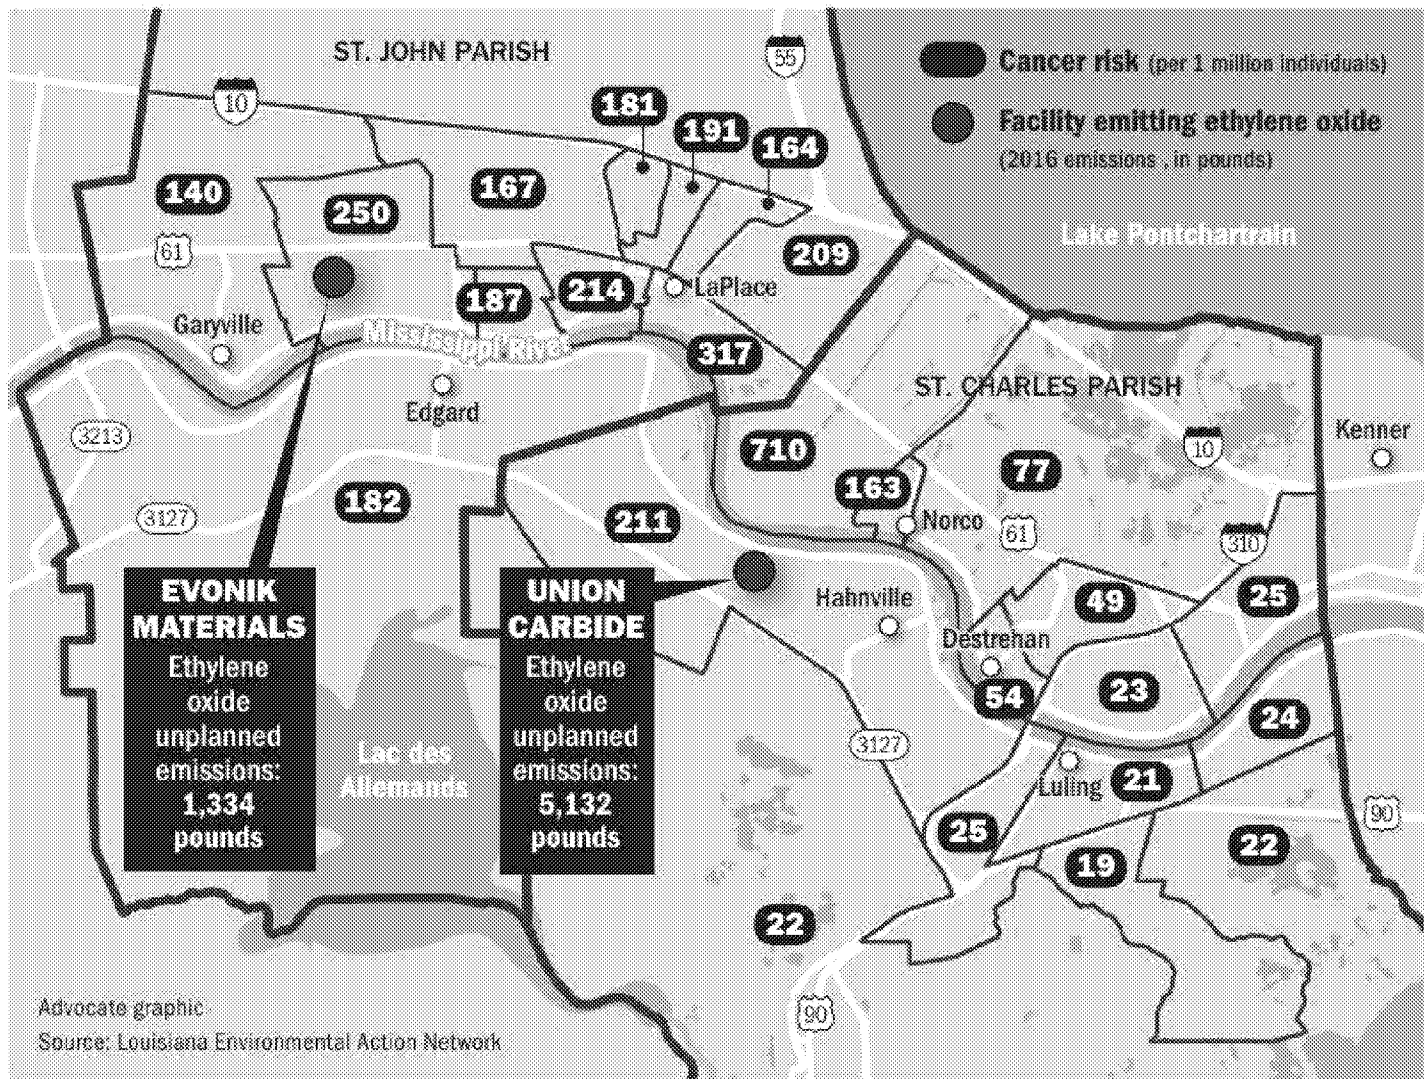 ST. JOHN PARISH
55
Cancer risk (per 1 million individuals)
10
181
Facility emitting ethylene oxide
191
(2016 emissions , in pounds)
164
140
167
250
Lake Pontchartrain
61
209
LaPlace
187
214
Garyville
Mississippi River
317
ST. CHARLES PARISH
Edgard
Kenner
3213
710
10
77
163
182
3127
211
Norco
61
310
EVONIK
MATERIALS
Ethylene
oxide
unplanned
emissions:
1,334
pounds
UNION
CARBIDE
Ethylene
oxide
unplanned
emissions:
5,132
pounds
Hahnville
49
25
Destrehan
54
23
24
3127
Lac des
Allemands
Luling
21
90
25
22
19
22
90
Advocate graphic
Source: Louisiana Environmental Action Network